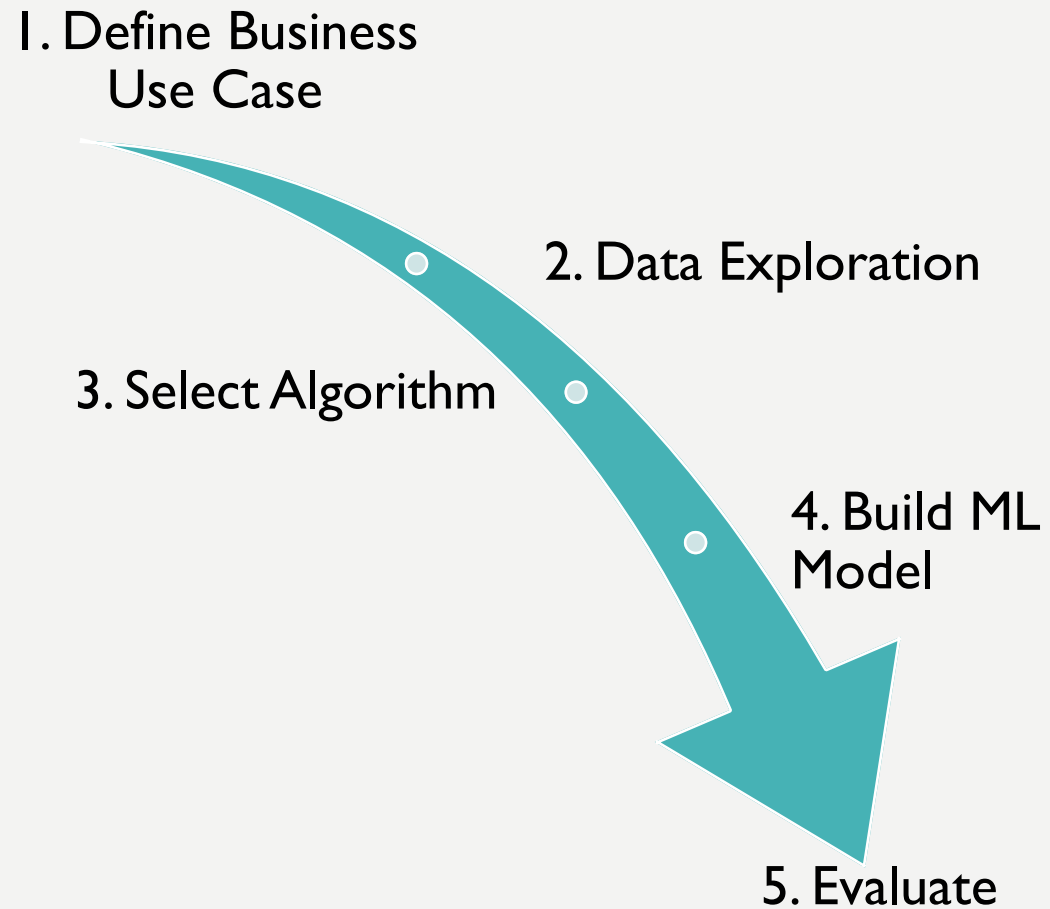 1. Define Business
Use Case
2. Data Exploration
3. Select Algorithm
4. Build ML
Model
5. Evaluate